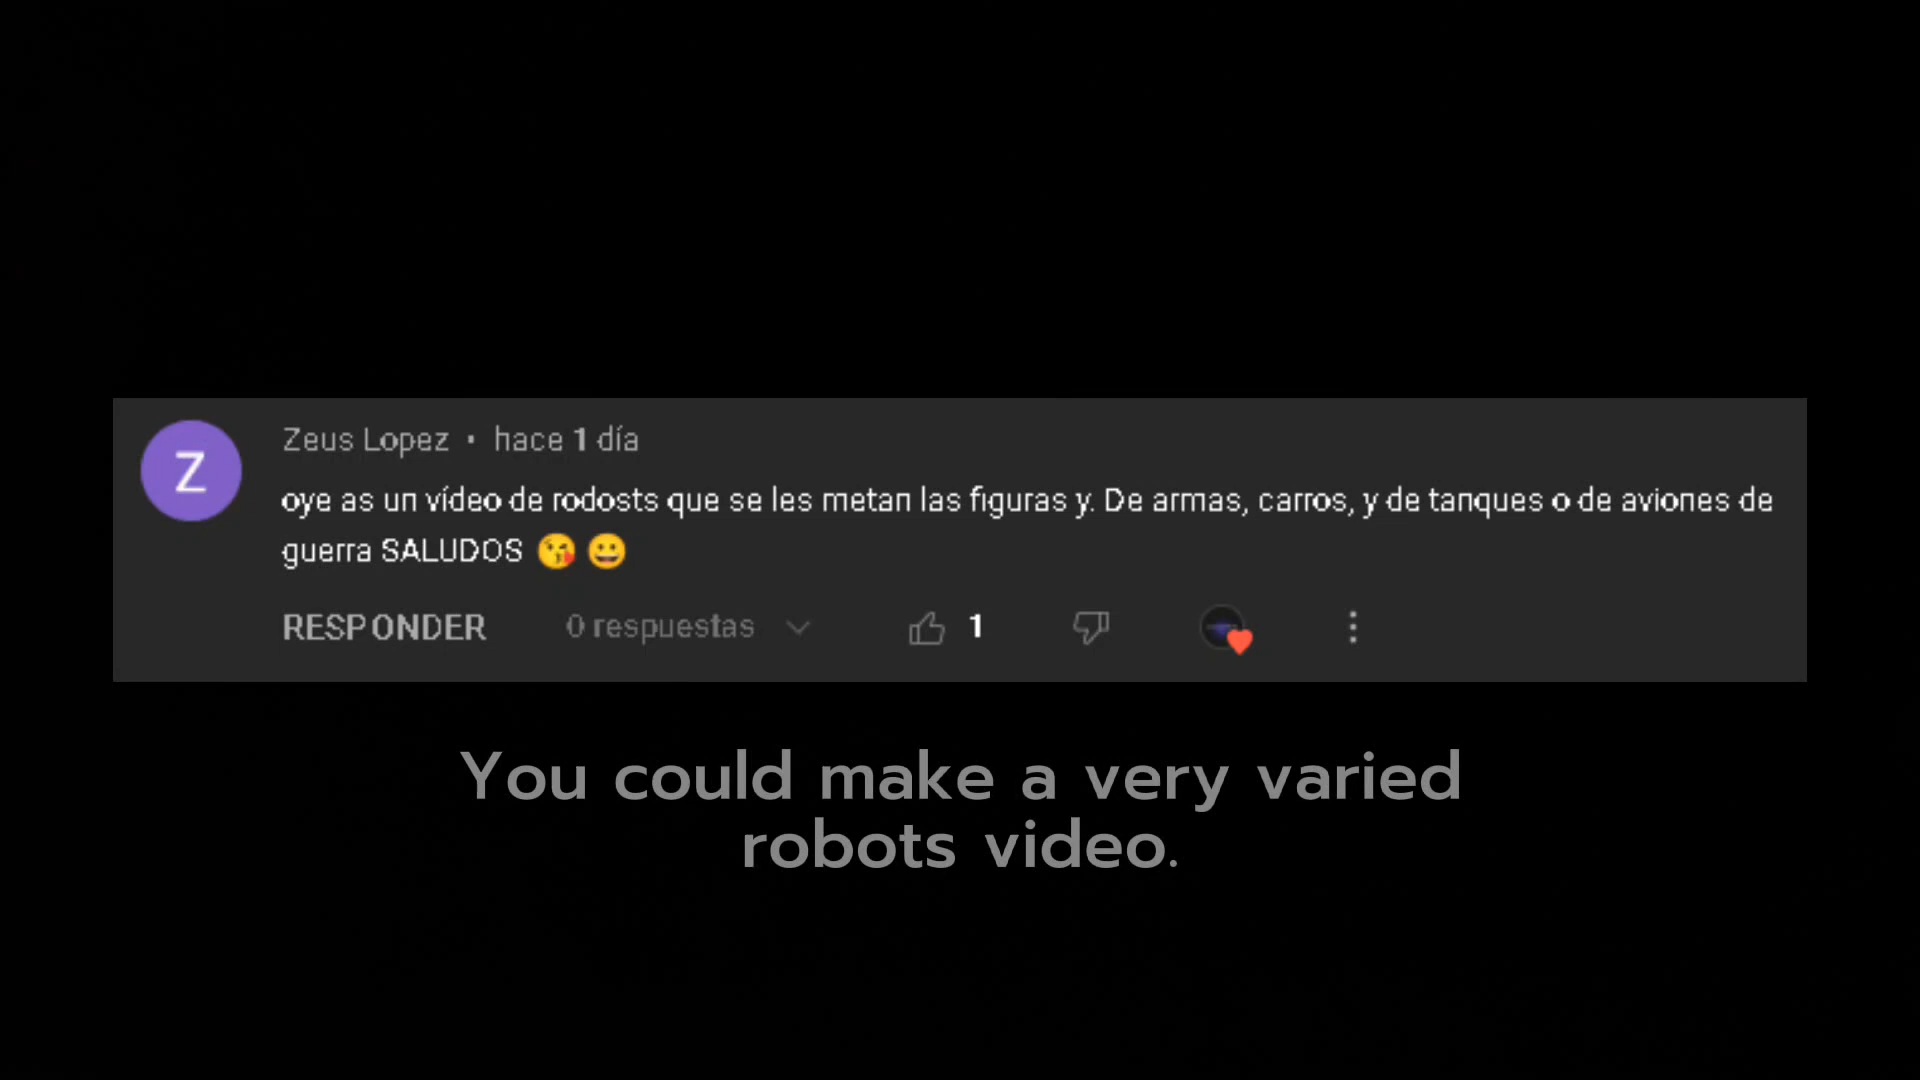 Z
Zeus Lopez • hace 1 día
oye as un vídeo de rodosts que se les metan las figuras y. De armas, carros, y de tanques o de aviones de
guerra SALUDOS 😘 😀
RESPONDER 0 respuestas 1
You could make a very varied
robots video.